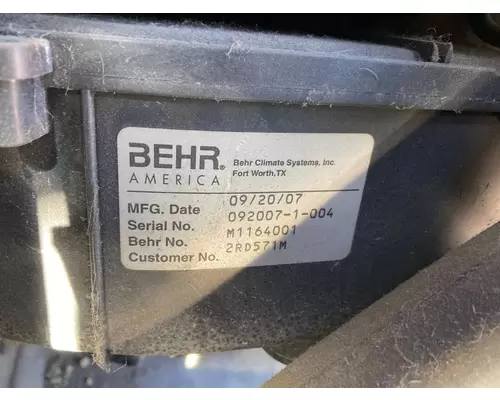 BEHR® Behr Climate Systems, Inc.
AMERICA Fort Worth, TX
MFG. Date 09/20/07
Serial No. 092007-1-004
Behr No. M1164001
Customer No. 2RD571M